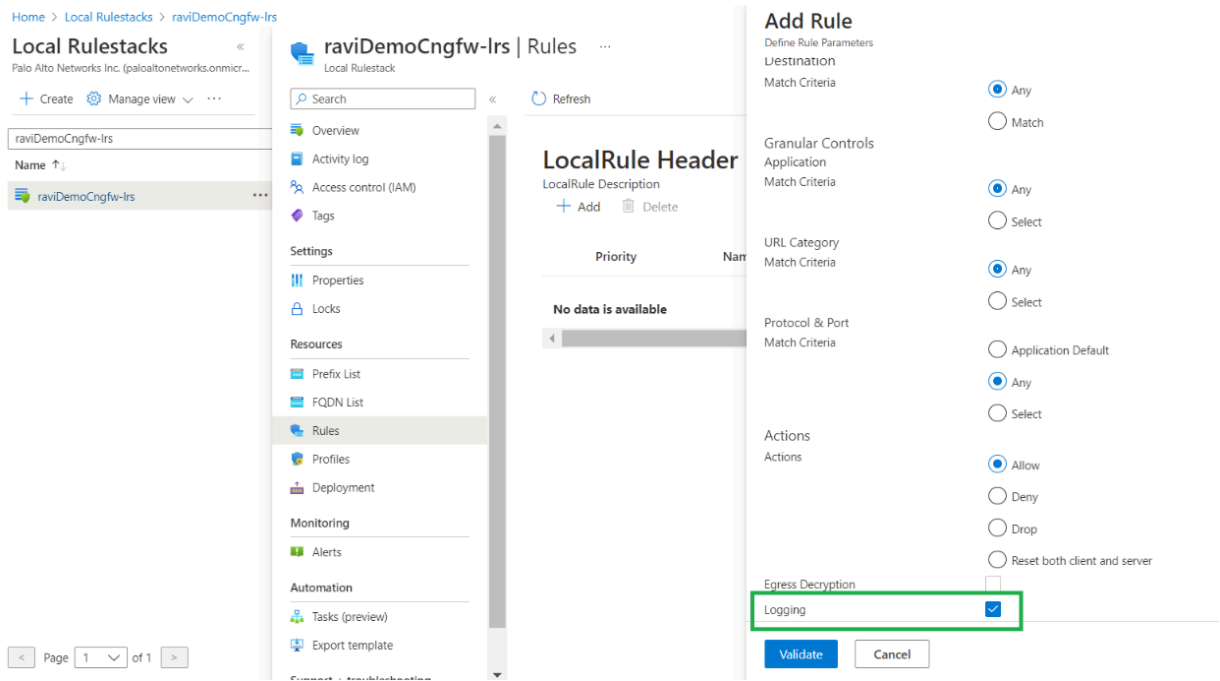 Home > Local Rulestacks > raviDemoCngfw-lrs
Local Rulestacks «
Palo Alto Networks Inc. (paloaltonetworks.onmicr...
+ Create Manage view ...
raviDemoCngfw-lrs
Name ↑↓
raviDemoCngfw-lrs ...
< Page 1 of 1 >
raviDemoCngfw-lrs | Rules ...
Local Rulestack
Search «
Overview
Activity log
Access control (IAM)
Tags
Settings
Properties
Locks
Resources
Prefix List
FQDN List
Rules
Profiles
Deployment
Monitoring
Alerts
Automation
Tasks (preview)
Export template
Support + troubleshooting
Refresh
LocalRule Header
LocalRule Description
+ Add Delete
Priority Nam
No data is available
Add Rule
Define Rule Parameters
Destination
Match Criteria
Any
Match
Granular Controls
Application
Match Criteria
Any
Select
URL Category
Match Criteria
Any
Select
Protocol & Port
Match Criteria
Application Default
Any
Select
Actions
Actions
Allow
Deny
Drop
Reset both client and server
Egress Decryption
Logging
Validate Cancel